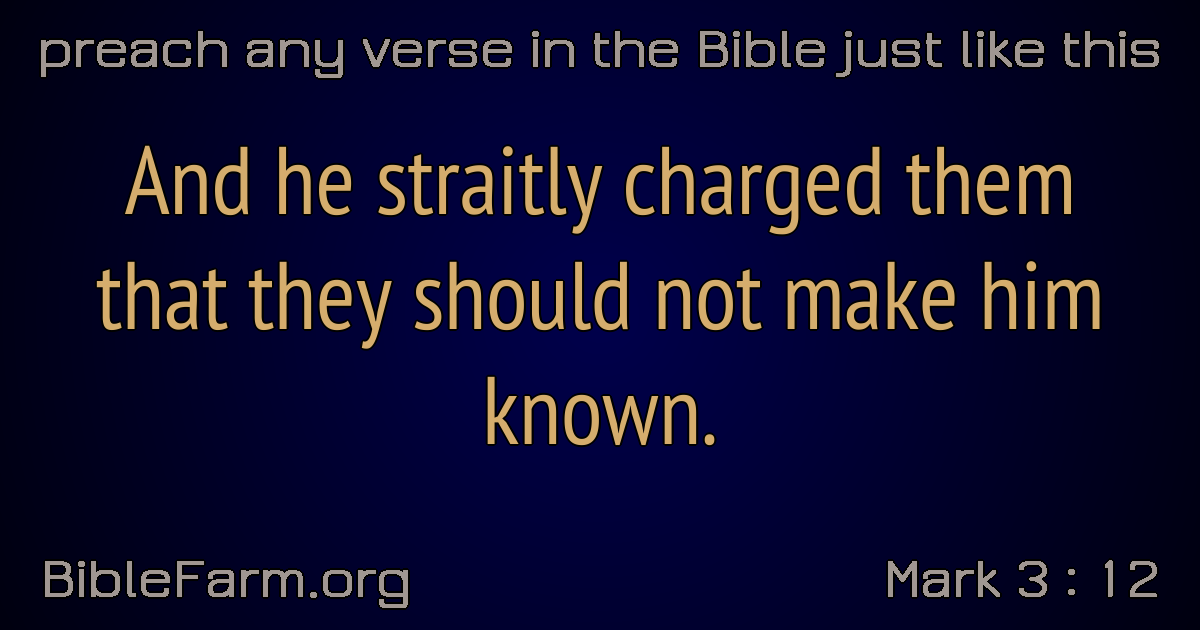 preach any verse in the Bible just like this
And he straitly charged them
that they should not make him
known.
BibleFarm.org
Mark 3 : 12